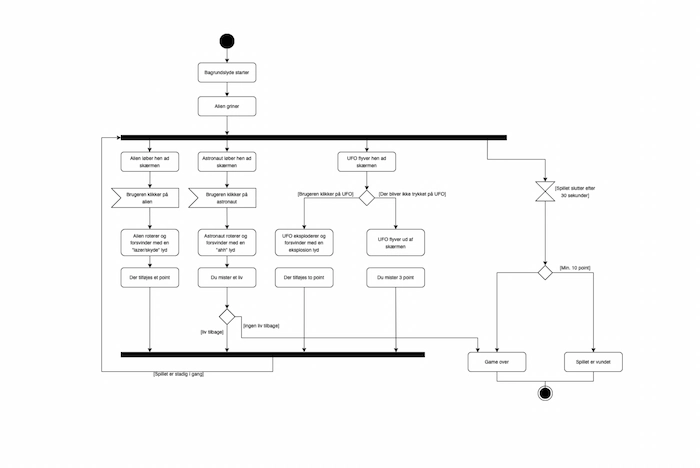 Bagrundslyde starter
Alien griner
Alien løber hen ad
skærmen
Astronaut løber hen ad
skærmen
UFO flyver hen ad
skærmen
Brugeren klikker på
alien
Brugeren klikker på
astronaut
[Brugeren klikker på UFO]
[Der bliver ikke trykket på UFO]
[Spillet slutter efter
30 sekunder]
Alien roterer og
forsvinder med en
"lazer/skyde" lyd
Astronaut roterer og
forsvinder med en
"ahh" lyd
UFO eksploderer og
forsvinder med en
eksplosion lyd
UFO flyver ud af
skærmen
Der tilføjes et point
Du mister et liv
Der tilføjes to point
Du mister 3 point
[Min. 10 point]
[liv tilbage]
[ingen liv tilbage]
Game over
Spillet er vundet
[Spillet er stadig i gang]